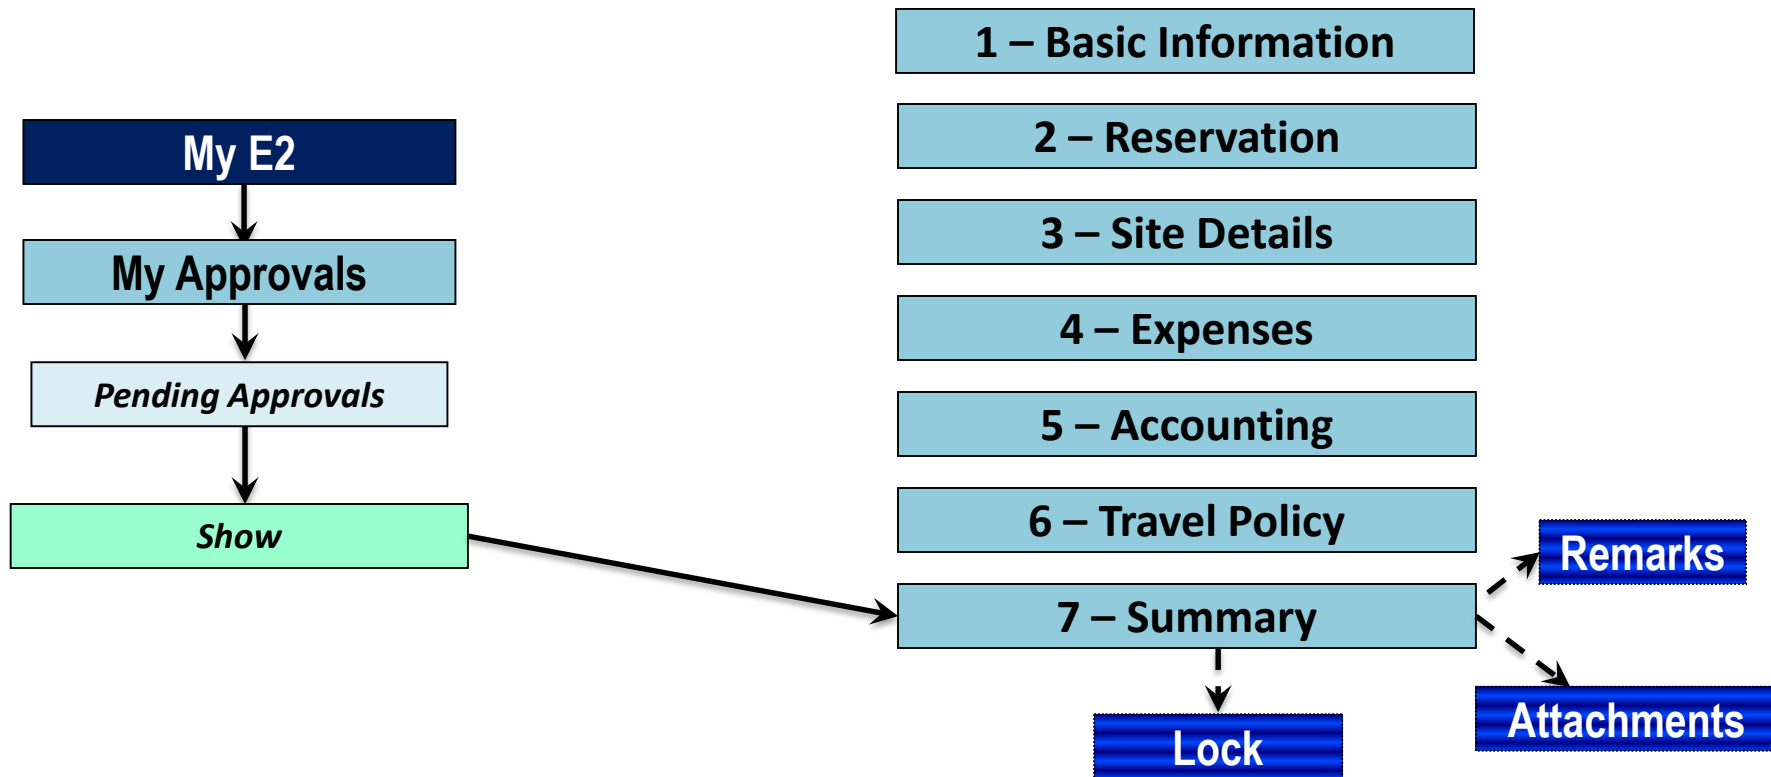 My E2
My Approvals
Pending Approvals
Show
1 – Basic Information
2 – Reservation
3 – Site Details
4 – Expenses
5 – Accounting
6 – Travel Policy
7 – Summary
Remarks
Attachments
Lock